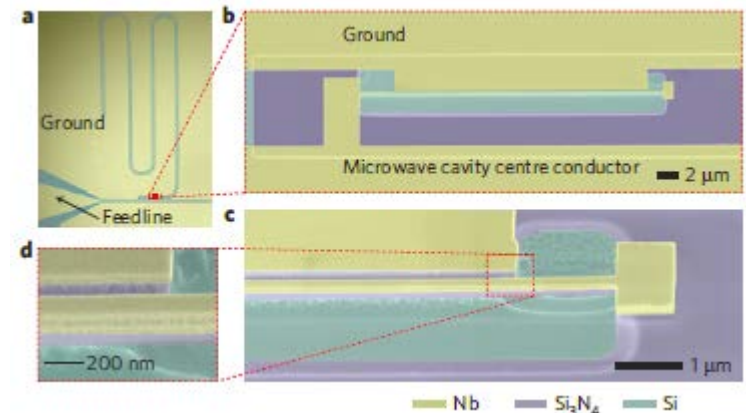 a
b
Ground
Ground
Microwave cavity centre conductor
2 µm
Feedline
c
d
200 nm
1 µm
Nb
Si₃N₄
Si